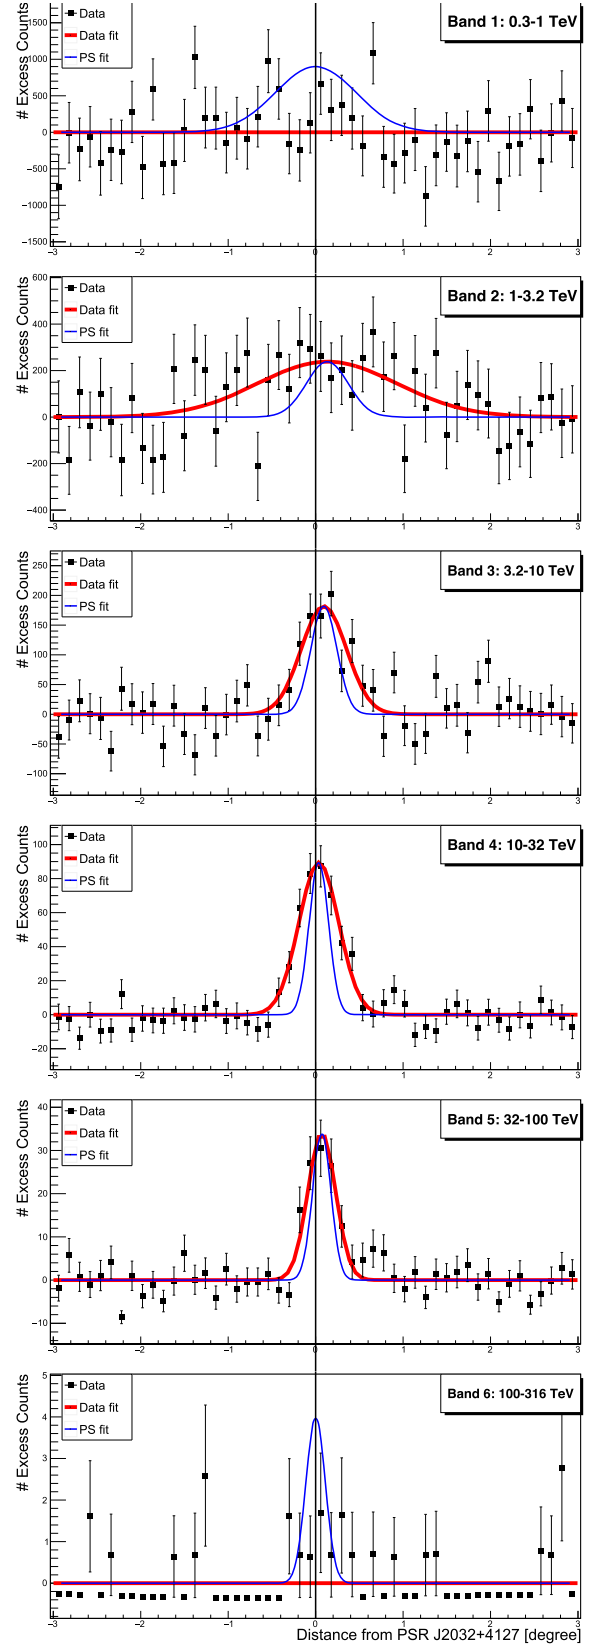 Data
Data fit
PS fit
Band 1: 0.3-1 TeV
# Excess Counts
1500
1000
500
0
−500
−1000
−1500
−3 −2 −1 0 1 2 3
Data
Data fit
PS fit
Band 2: 1-3.2 TeV
# Excess Counts
600
400
200
0
−200
−400
−3 −2 −1 0 1 2 3
Data
Data fit
PS fit
Band 3: 3.2-10 TeV
# Excess Counts
250
200
150
100
50
0
−50
−100
−3 −2 −1 0 1 2 3
Data
Data fit
PS fit
Band 4: 10-32 TeV
# Excess Counts
100
80
60
40
20
0
−20
−3 −2 −1 0 1 2 3
Data
Data fit
PS fit
Band 5: 32-100 TeV
# Excess Counts
40
30
20
10
0
−10
−3 −2 −1 0 1 2 3
Data
Data fit
PS fit
Band 6: 100-316 TeV
# Excess Counts
5
4
3
2
1
0
−3 −2 −1 0 1 2 3
Distance from PSR J2032+4127 [degree]